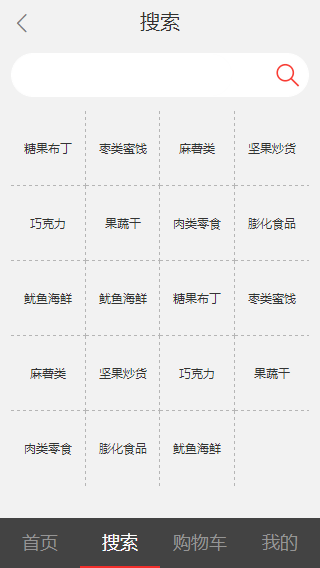 搜索
糖果布丁 枣类蜜饯 麻薯类 坚果炒货
巧克力 果蔬干 肉类零食 膨化食品
鱿鱼海鲜 鱿鱼海鲜 糖果布丁 枣类蜜饯
麻薯类 坚果炒货 巧克力 果蔬干
肉类零食 膨化食品 鱿鱼海鲜
首页 搜索 购物车 我的